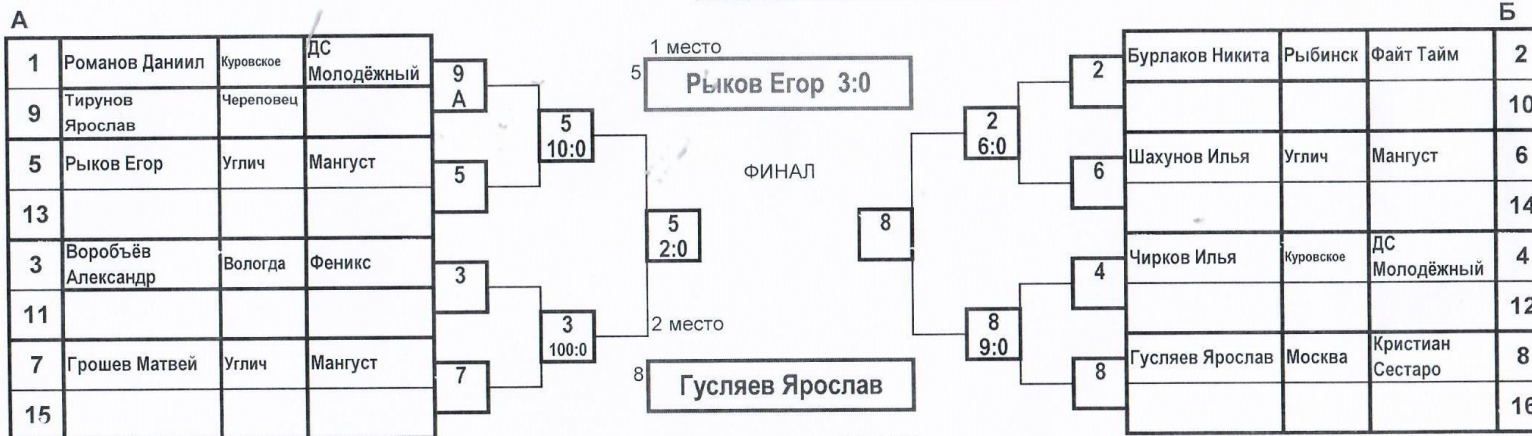 А
Б
1 Романов Даниил Куровское ДС Молодёжный
9 Тирунов Ярослав Череповец
5 Рыков Егор Углич Мангуст
13
3 Воробъёв Александр Вологда Феникс
11
7 Грошев Матвей Углич Мангуст
15
9 А
5
3
7
5 10:0
3 100:0
5 2:0
1 место
5 Рыков Егор 3:0
ФИНАЛ
2 место
8 Гусляев Ярослав
8
2 6:0
8 9:0
2
6
4
8
Бурлаков Никита Рыбинск Файт Тайм 2
10
Шахунов Илья Углич Мангуст 6
14
Чирков Илья Куровское ДС Молодёжный 4
12
Гусляев Ярослав Москва Кристиан Сестаро 8
16